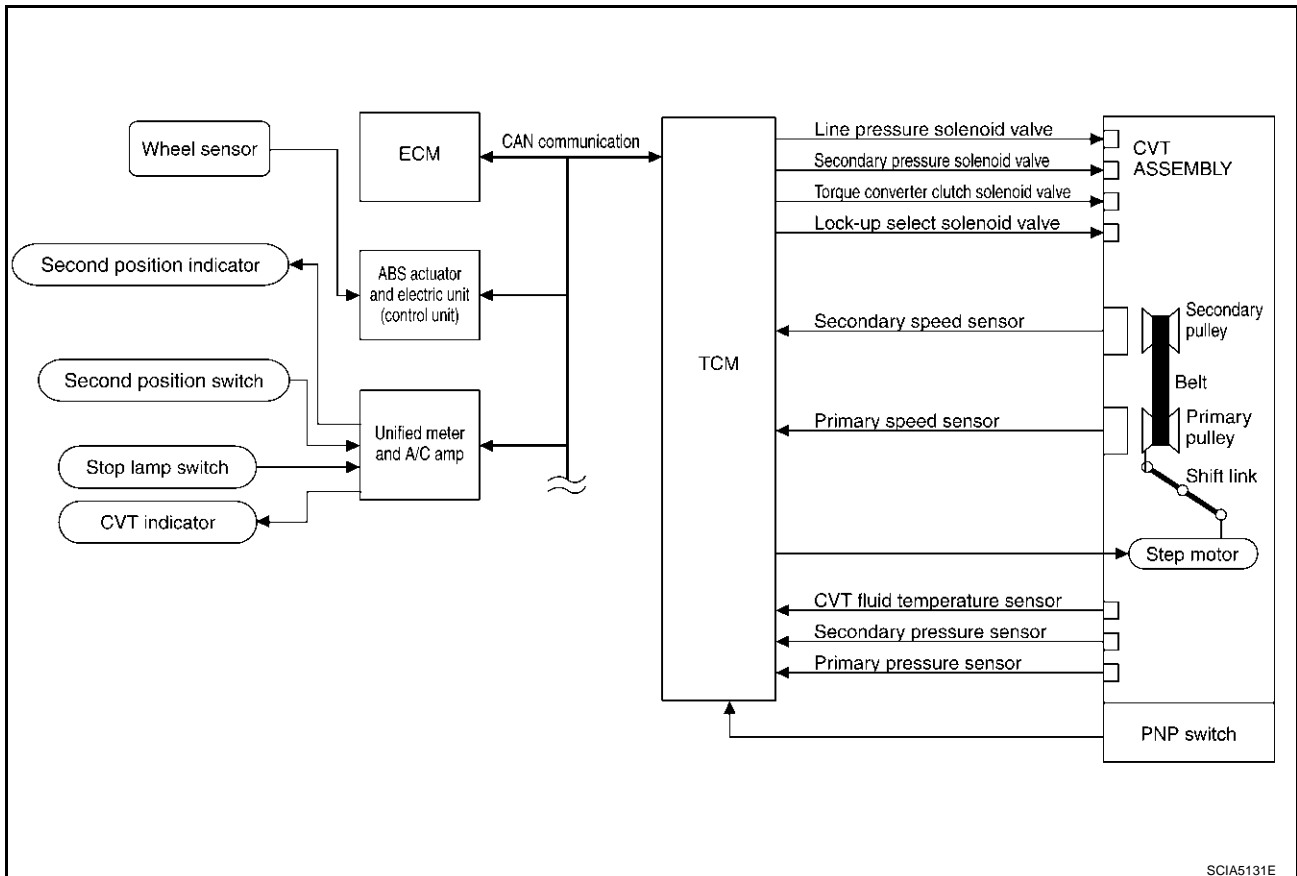 Wheel sensor
ECM
CAN communication
Second position indicator
ABS actuator
and electric unit
(control unit)
Second position switch
Unified meter
and A/C amp
Stop lamp switch
CVT indicator
TCM
Line pressure solenoid valve
Secondary pressure solenoid valve
Torque converter clutch solenoid valve
Lock-up select solenoid valve
CVT
ASSEMBLY
Secondary speed sensor
Secondary
pulley
Belt
Primary speed sensor
Primary
pulley
Shift link
Step motor
CVT fluid temperature sensor
Secondary pressure sensor
Primary pressure sensor
PNP switch
SCIA5131E